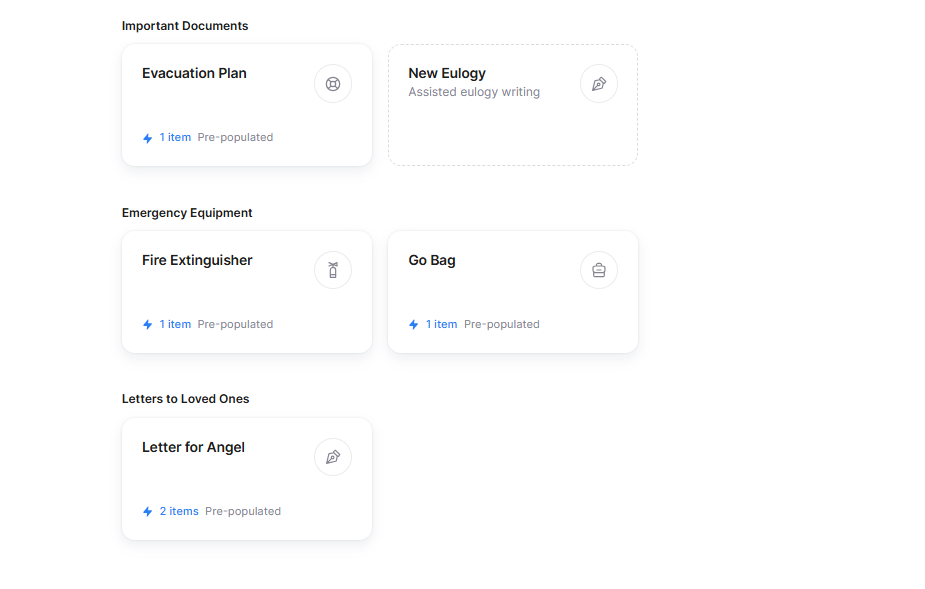 Important Documents
Evacuation Plan
1 item Pre-populated
New Eulogy
Assisted eulogy writing
Emergency Equipment
Fire Extinguisher
1 item Pre-populated
Go Bag
1 item Pre-populated
Letters to Loved Ones
Letter for Angel
2 items Pre-populated